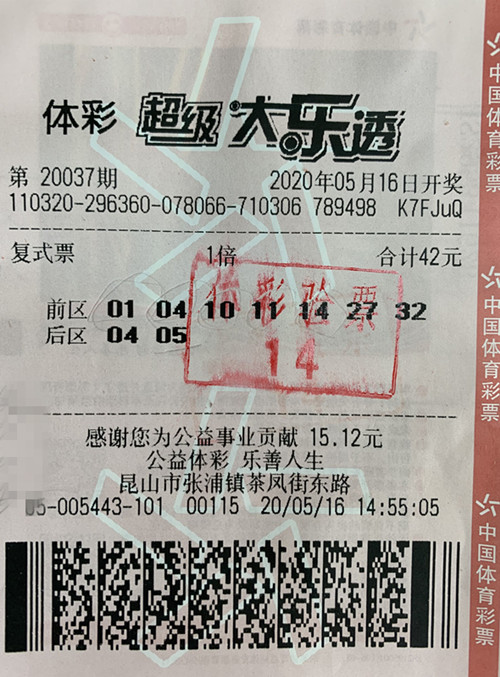 体彩 超级大乐透
第 20037期 2020年05月16日开奖
110320-296360-078066-710306 789498 K7FJuQ
复式票 1倍 合计42元
前区 01 04 10 11 14 27 32
后区 04 05
体彩验票
14
感谢您为公益事业贡献 15.12元
公益体彩 乐善人生
昆山市张浦镇茶风街东路
05-005443-101 00115 20/05/16 14:55:05
中国体育彩票
中国体育彩票
中国体育彩票